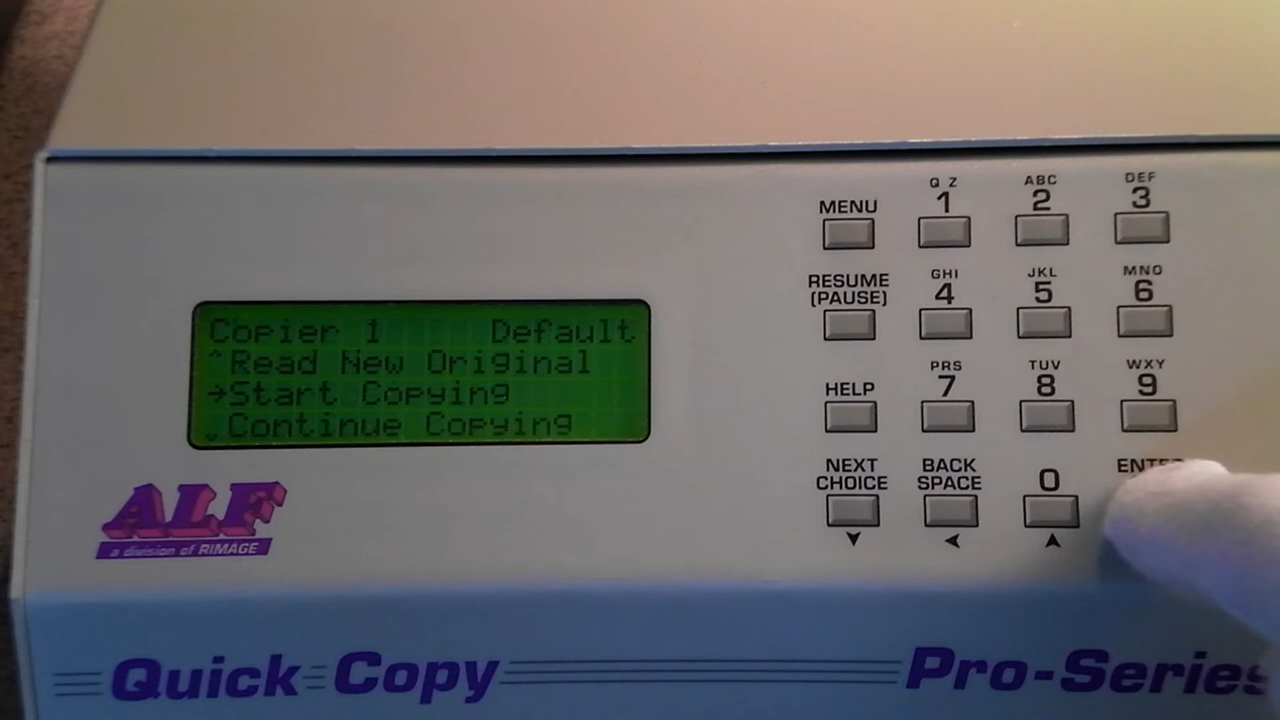 Copier 1 Default
^Read New Original
→Start Copying
Continue Copying
ALF
a division of RIMAGE
Quick Copy
Pro-Series
MENU
Q Z
1
ABC
2
DEF
3
RESUME
(PAUSE)
GHI
4
JKL
5
MNO
6
HELP
PRS
7
TUV
8
WXY
9
NEXT
CHOICE
BACK
SPACE
0
ENTER